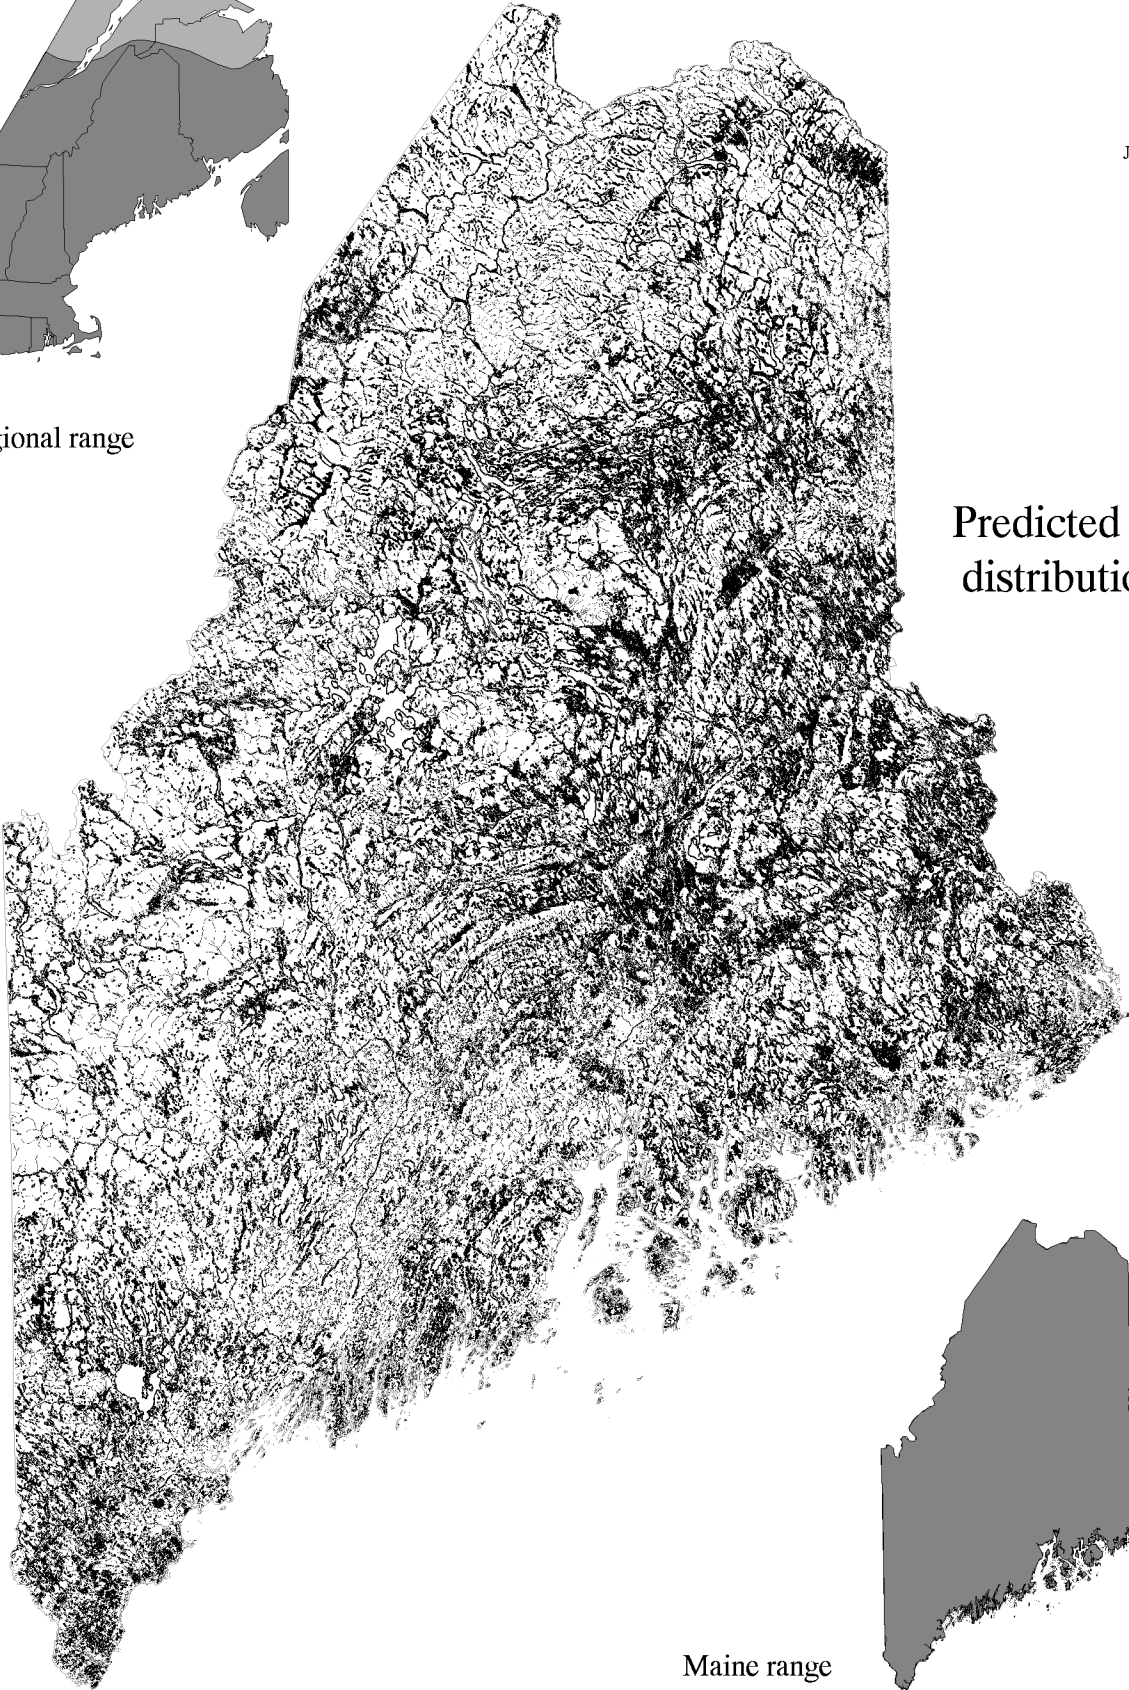 J
gional range
Predicted
distributio
Maine range